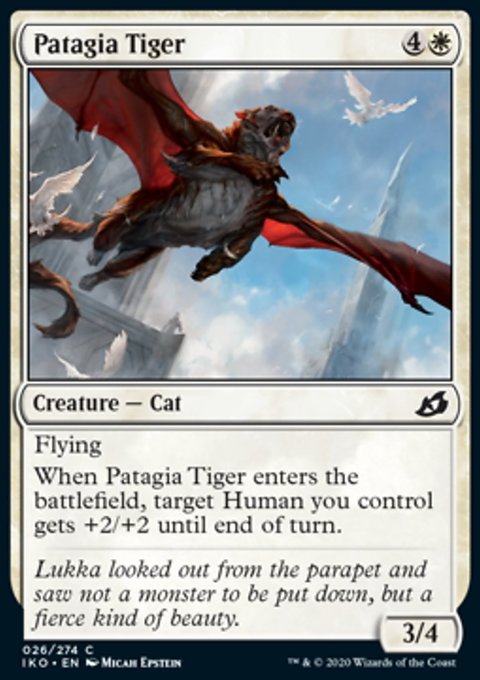 Patagia Tiger 4
Creature — Cat
Flying
When Patagia Tiger enters the
battlefield, target Human you control
gets +2/+2 until end of turn.
Lukka looked out from the parapet and
saw not a monster to be put down, but a
fierce kind of beauty.
3/4
026/274 C
IKO • EN Micah Epstein
™ & © 2020 Wizards of the Coast